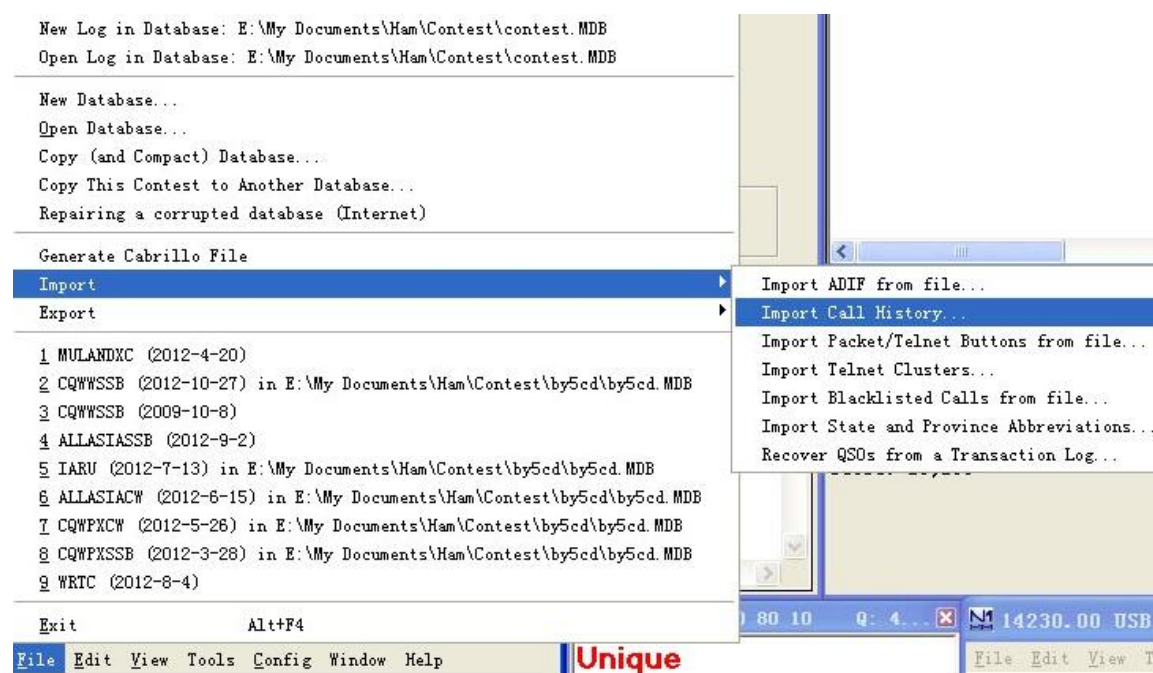 New Log in Database: E:\My Documents\Ham\Contest\contest.MDB
Open Log in Database: E:\My Documents\Ham\Contest\contest.MDB
New Database...
Open Database...
Copy (and Compact) Database...
Copy This Contest to Another Database...
Repairing a corrupted database (Internet)
Generate Cabrillo File
Import
Export
1 MULANDXC (2012-4-20)
2 CQWWSSB (2012-10-27) in E:\My Documents\Ham\Contest\by5cd\by5cd.MDB
3 CQWWSSB (2009-10-8)
4 ALLASIASSB (2012-9-2)
5 IARU (2012-7-13) in E:\My Documents\Ham\Contest\by5cd\by5cd.MDB
6 ALLASIACW (2012-6-15) in E:\My Documents\Ham\Contest\by5cd\by5cd.MDB
7 CQWPXCW (2012-5-26) in E:\My Documents\Ham\Contest\by5cd\by5cd.MDB
8 CQWPXSSB (2012-3-28) in E:\My Documents\Ham\Contest\by5cd\by5cd.MDB
9 WRTC (2012-8-4)
Exit Alt+F4
Import ADIF from file...
Import Call History...
Import Packet/Telnet Buttons from file...
Import Telnet Clusters...
Import Blacklisted Calls from file...
Import State and Province Abbreviations...
Recover QSOs from a Transaction Log...
80 10 Q: 4...
N1 14230.00 USB
File Edit View Tools Config Window Help
Unique
File Edit View T